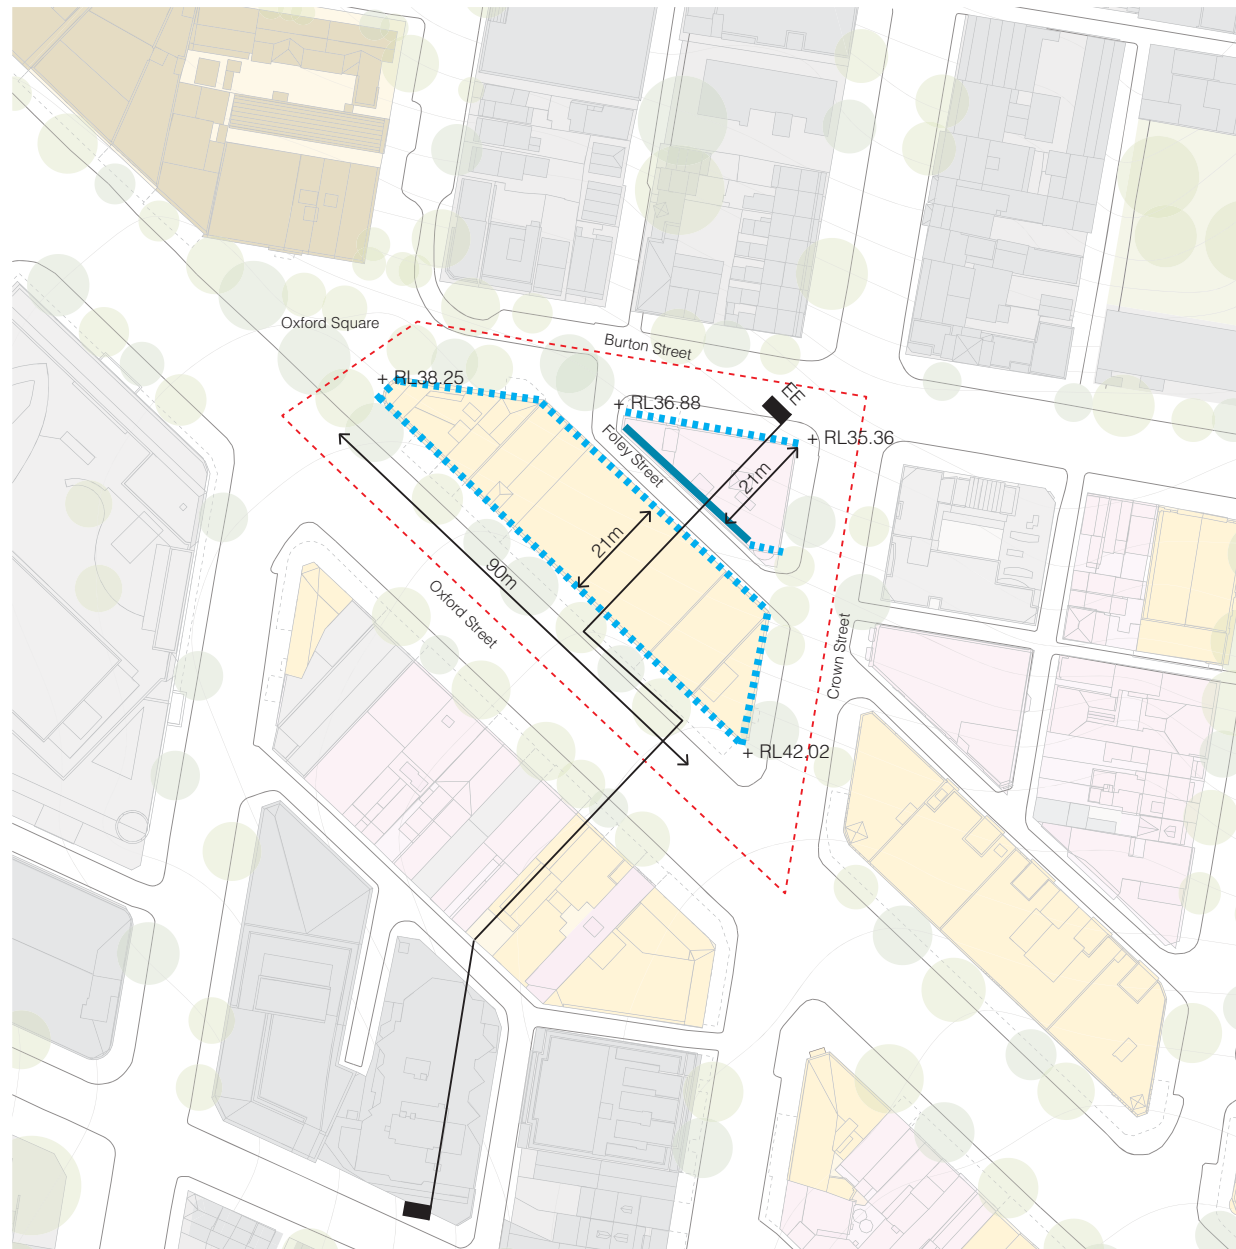 Oxford Square
Burton Street
+ RL38.25
EE
+ RL36.88
+ RL35.36
Foley Street
21m
21m
90m
Oxford Street
Crown Street
+ RL42.02